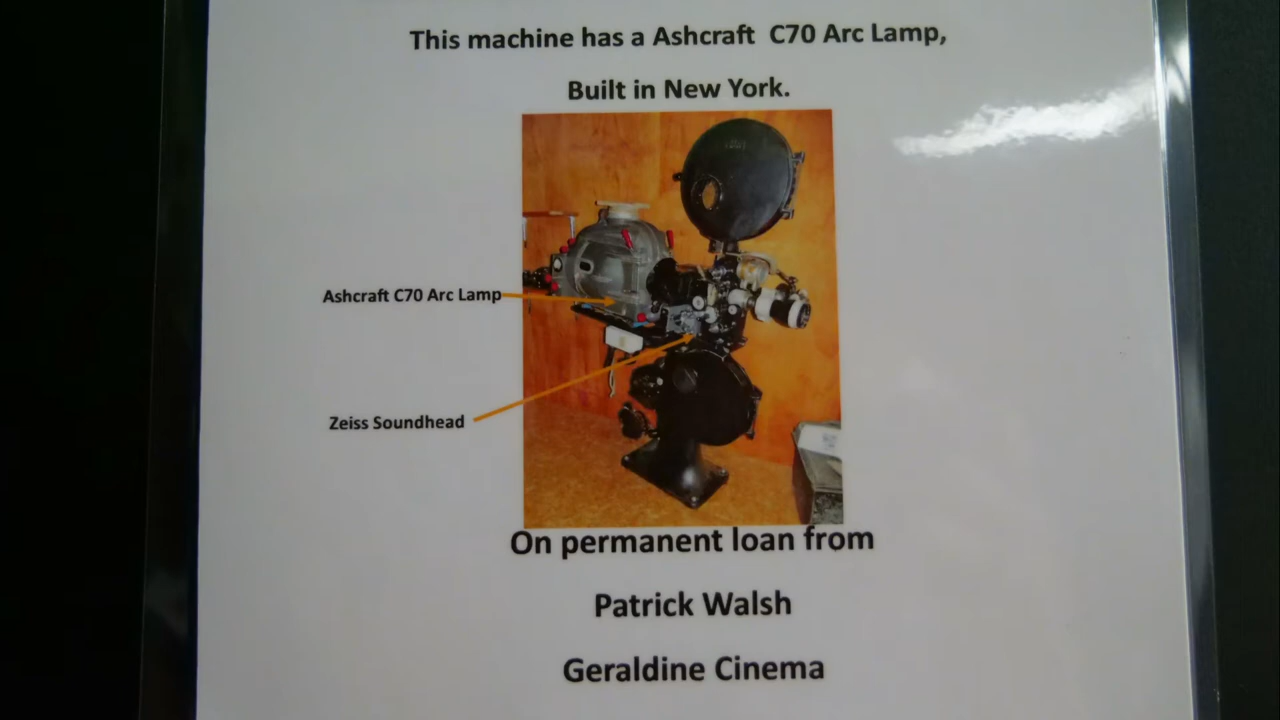 This machine has a Ashcraft  C70 Arc Lamp,
Built in New York.
Ashcraft C70 Arc Lamp
Zeiss Soundhead
On permanent loan from
Patrick Walsh
Geraldine Cinema